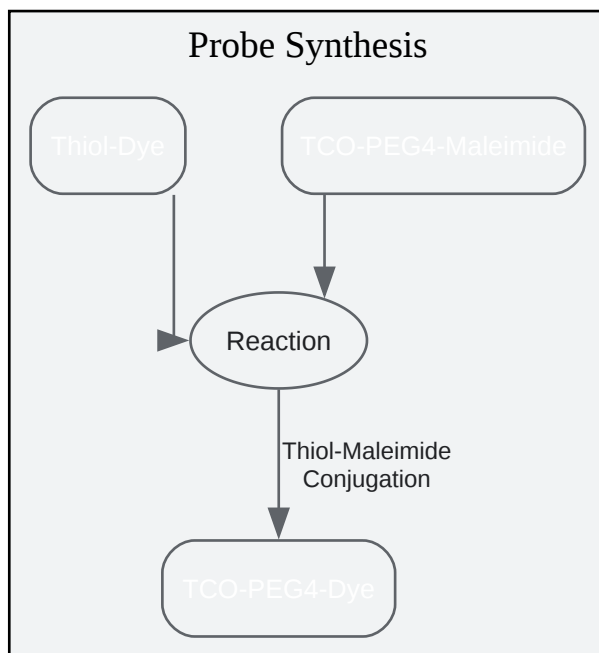 Probe Synthesis
Thiol-Dye
TCO-PEG4-Maleimide
Reaction
Thiol-Maleimide
Conjugation
TCO-PEG4-Dye